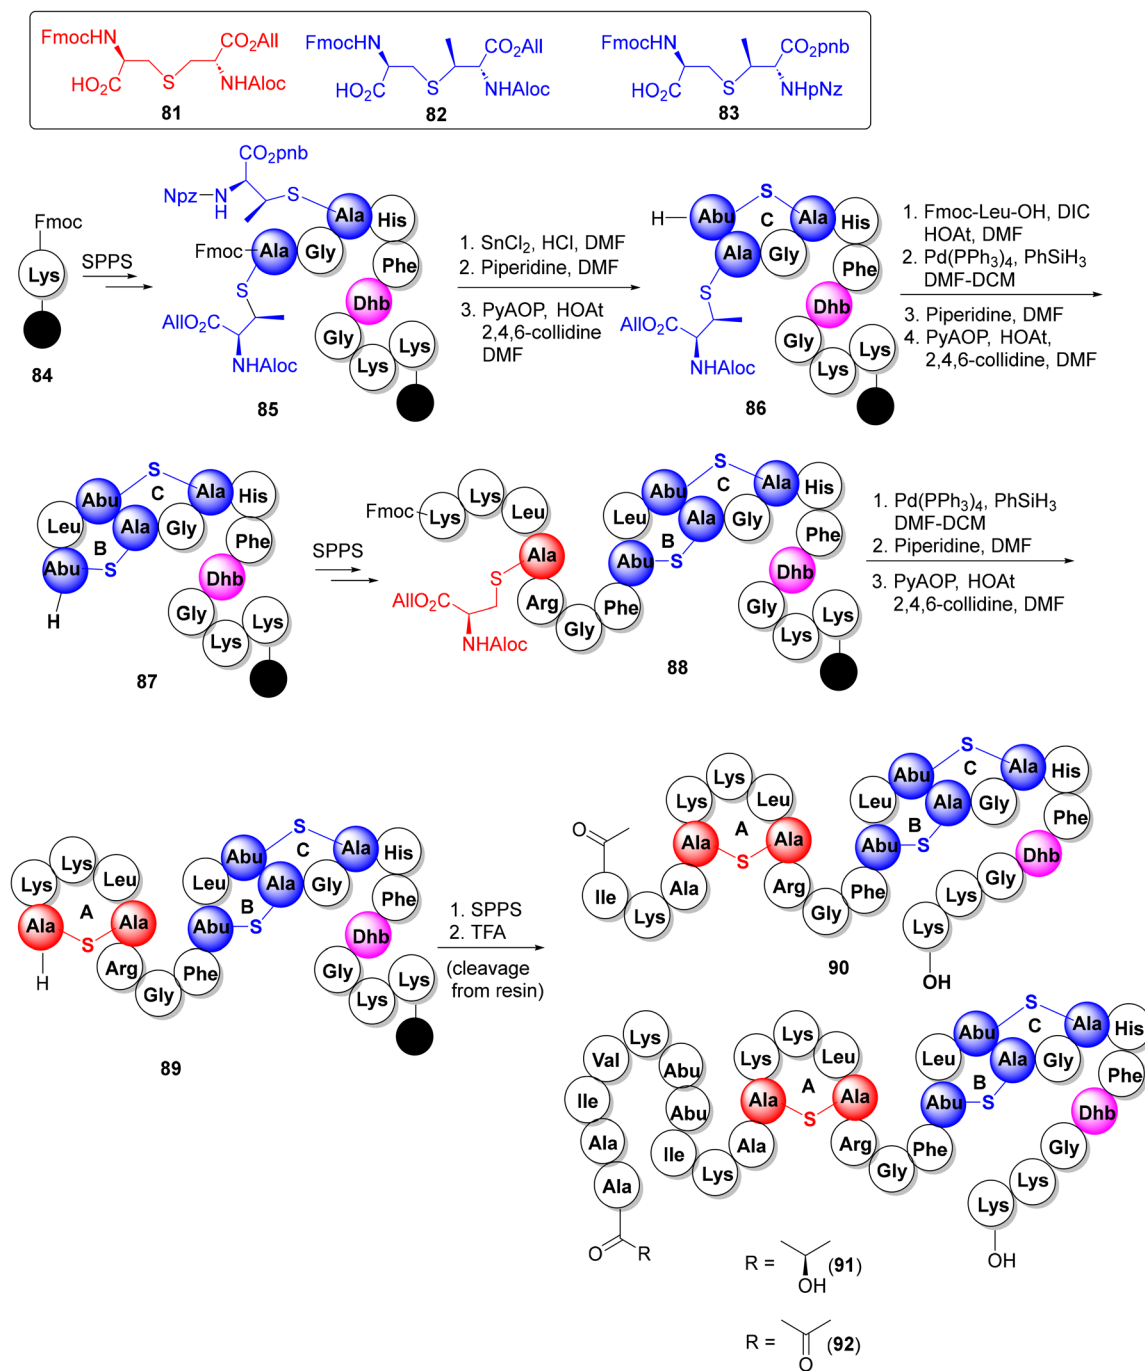 FmocHN
CO2All
HO2C
S
NHAloc
81
FmocHN
CO2All
HO2C
S
NHAloc
82
FmocHN
CO2pnb
HO2C
S
NHpNz
83
Fmoc
Lys
84
SPPS
CO2pnb
Npz
N
H
S
Ala
His
Fmoc
Ala
Gly
Phe
S
Dhb
AllO2C
Gly
Lys
Lys
NHAloc
85
1. SnCl2, HCl, DMF
2. Piperidine, DMF
3. PyAOP, HOAt
2,4,6-collidine
DMF
S
H
Abu
C
Ala
His
Ala
Gly
Phe
S
Dhb
AllO2C
Gly
Lys
Lys
NHAloc
86
1. Fmoc-Leu-OH, DIC
HOAt, DMF
2. Pd(PPh3)4, PhSiH3
DMF-DCM
3. Piperidine, DMF
4. PyAOP, HOAt,
2,4,6-collidine, DMF
S
Abu
C
Ala
His
Leu
Ala
Gly
B
Phe
Abu
S
Dhb
H
Gly
Lys
Lys
87
SPPS
Fmoc
Lys
Lys
Leu
Ala
S
AllO2C
NHAloc
Arg
Gly
Phe
Abu
S
B
Leu
Abu
Ala
S
C
Gly
Ala
His
Phe
Dhb
Gly
Lys
Lys
88
1. Pd(PPh3)4, PhSiH3
DMF-DCM
2. Piperidine, DMF
3. PyAOP, HOAt
2,4,6-collidine, DMF
Lys
Lys
Leu
A
Ala
S
Ala
H
Arg
Gly
Phe
Abu
S
B
Leu
Abu
Ala
S
C
Gly
Ala
His
Phe
Dhb
Gly
Lys
Lys
89
1. SPPS
2. TFA
(cleavage
from resin)
O
Ile
Lys
Ala
Ala
Lys
Lys
Leu
A
S
Ala
Arg
Gly
Phe
Abu
S
B
Leu
Abu
Ala
S
C
Gly
Ala
His
Phe
Dhb
Gly
Lys
Lys
OH
90
O
R
Ala
Ala
Ile
Val
Lys
Abu
Abu
Ile
Lys
Ala
Ala
Lys
Lys
Leu
A
S
Ala
Arg
Gly
Phe
Abu
S
B
Leu
Abu
Ala
S
C
Gly
Ala
His
Phe
Dhb
Gly
Lys
Lys
OH
R =
(91)
OH
R =
(92)
O